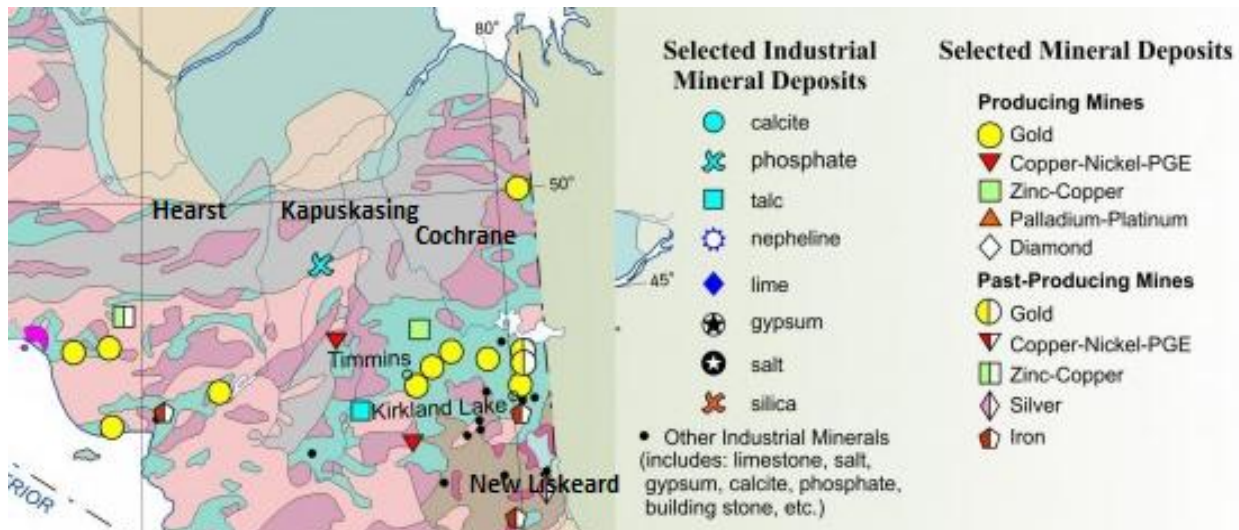 80°
50°
Hearst
Kapuskasing
Cochrane
45°
Timmins
Kirkland Lake
New Liskeard
RIOR
Selected Industrial
Mineral Deposits
calcite
phosphate
talc
nepheline
lime
gypsum
salt
silica
• Other Industrial Minerals
(includes: limestone, salt,
gypsum, calcite, phosphate,
building stone, etc.)
Selected Mineral Deposits
Producing Mines
Gold
Copper-Nickel-PGE
Zinc-Copper
Palladium-Platinum
Diamond
Past-Producing Mines
Gold
Copper-Nickel-PGE
Zinc-Copper
Silver
Iron